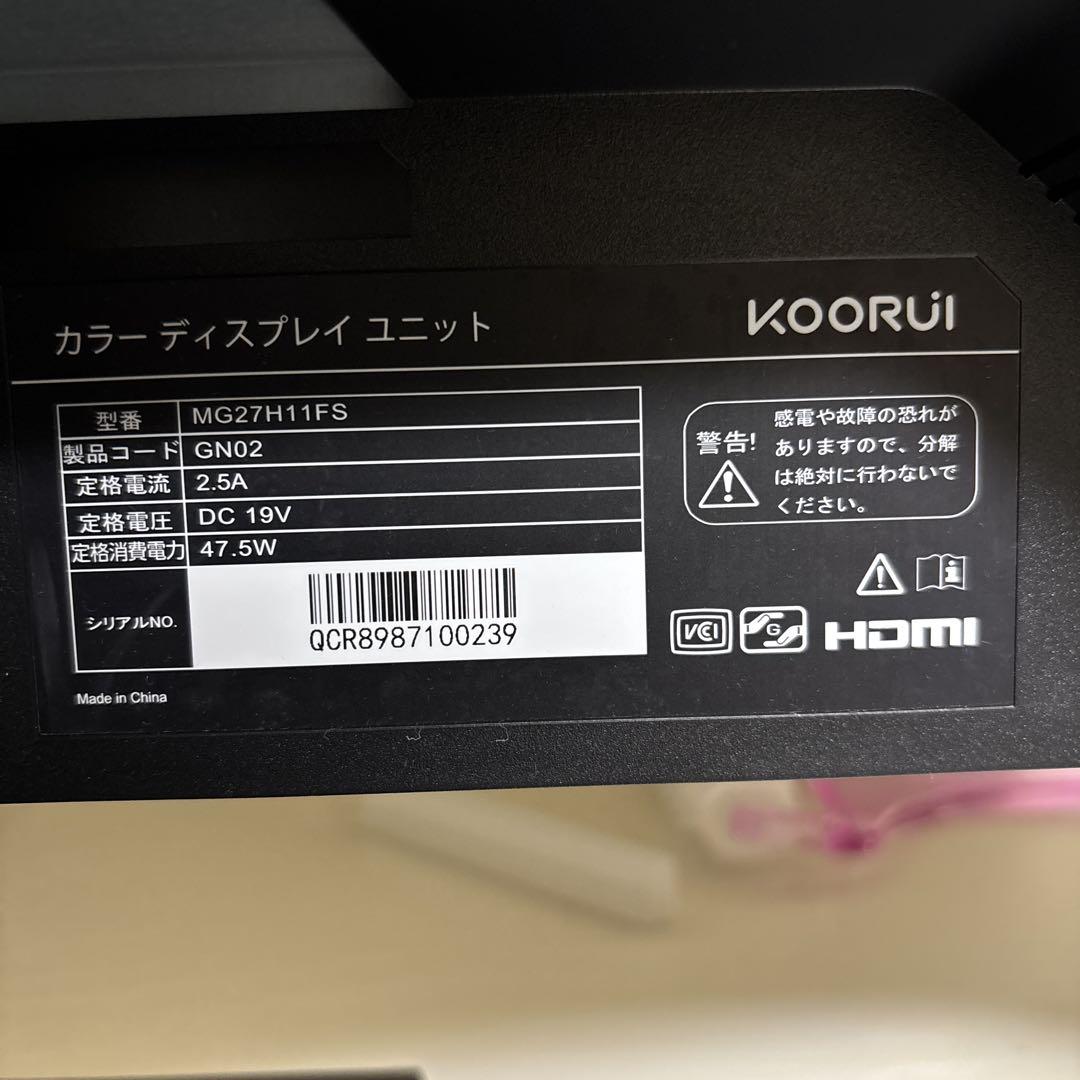 カラー ディスプレイ ユニット
KOORUI
型番 MG27H11FS
製品コード GN02
定格電流 2.5A
定格電圧 DC 19V
定格消費電力 47.5W
シリアルNO. QCR8987100239
Made in China
警告!
感電や故障の恐れが
ありますので、分解
は絶対に行わないで
ください。
VCI
G
HDMI